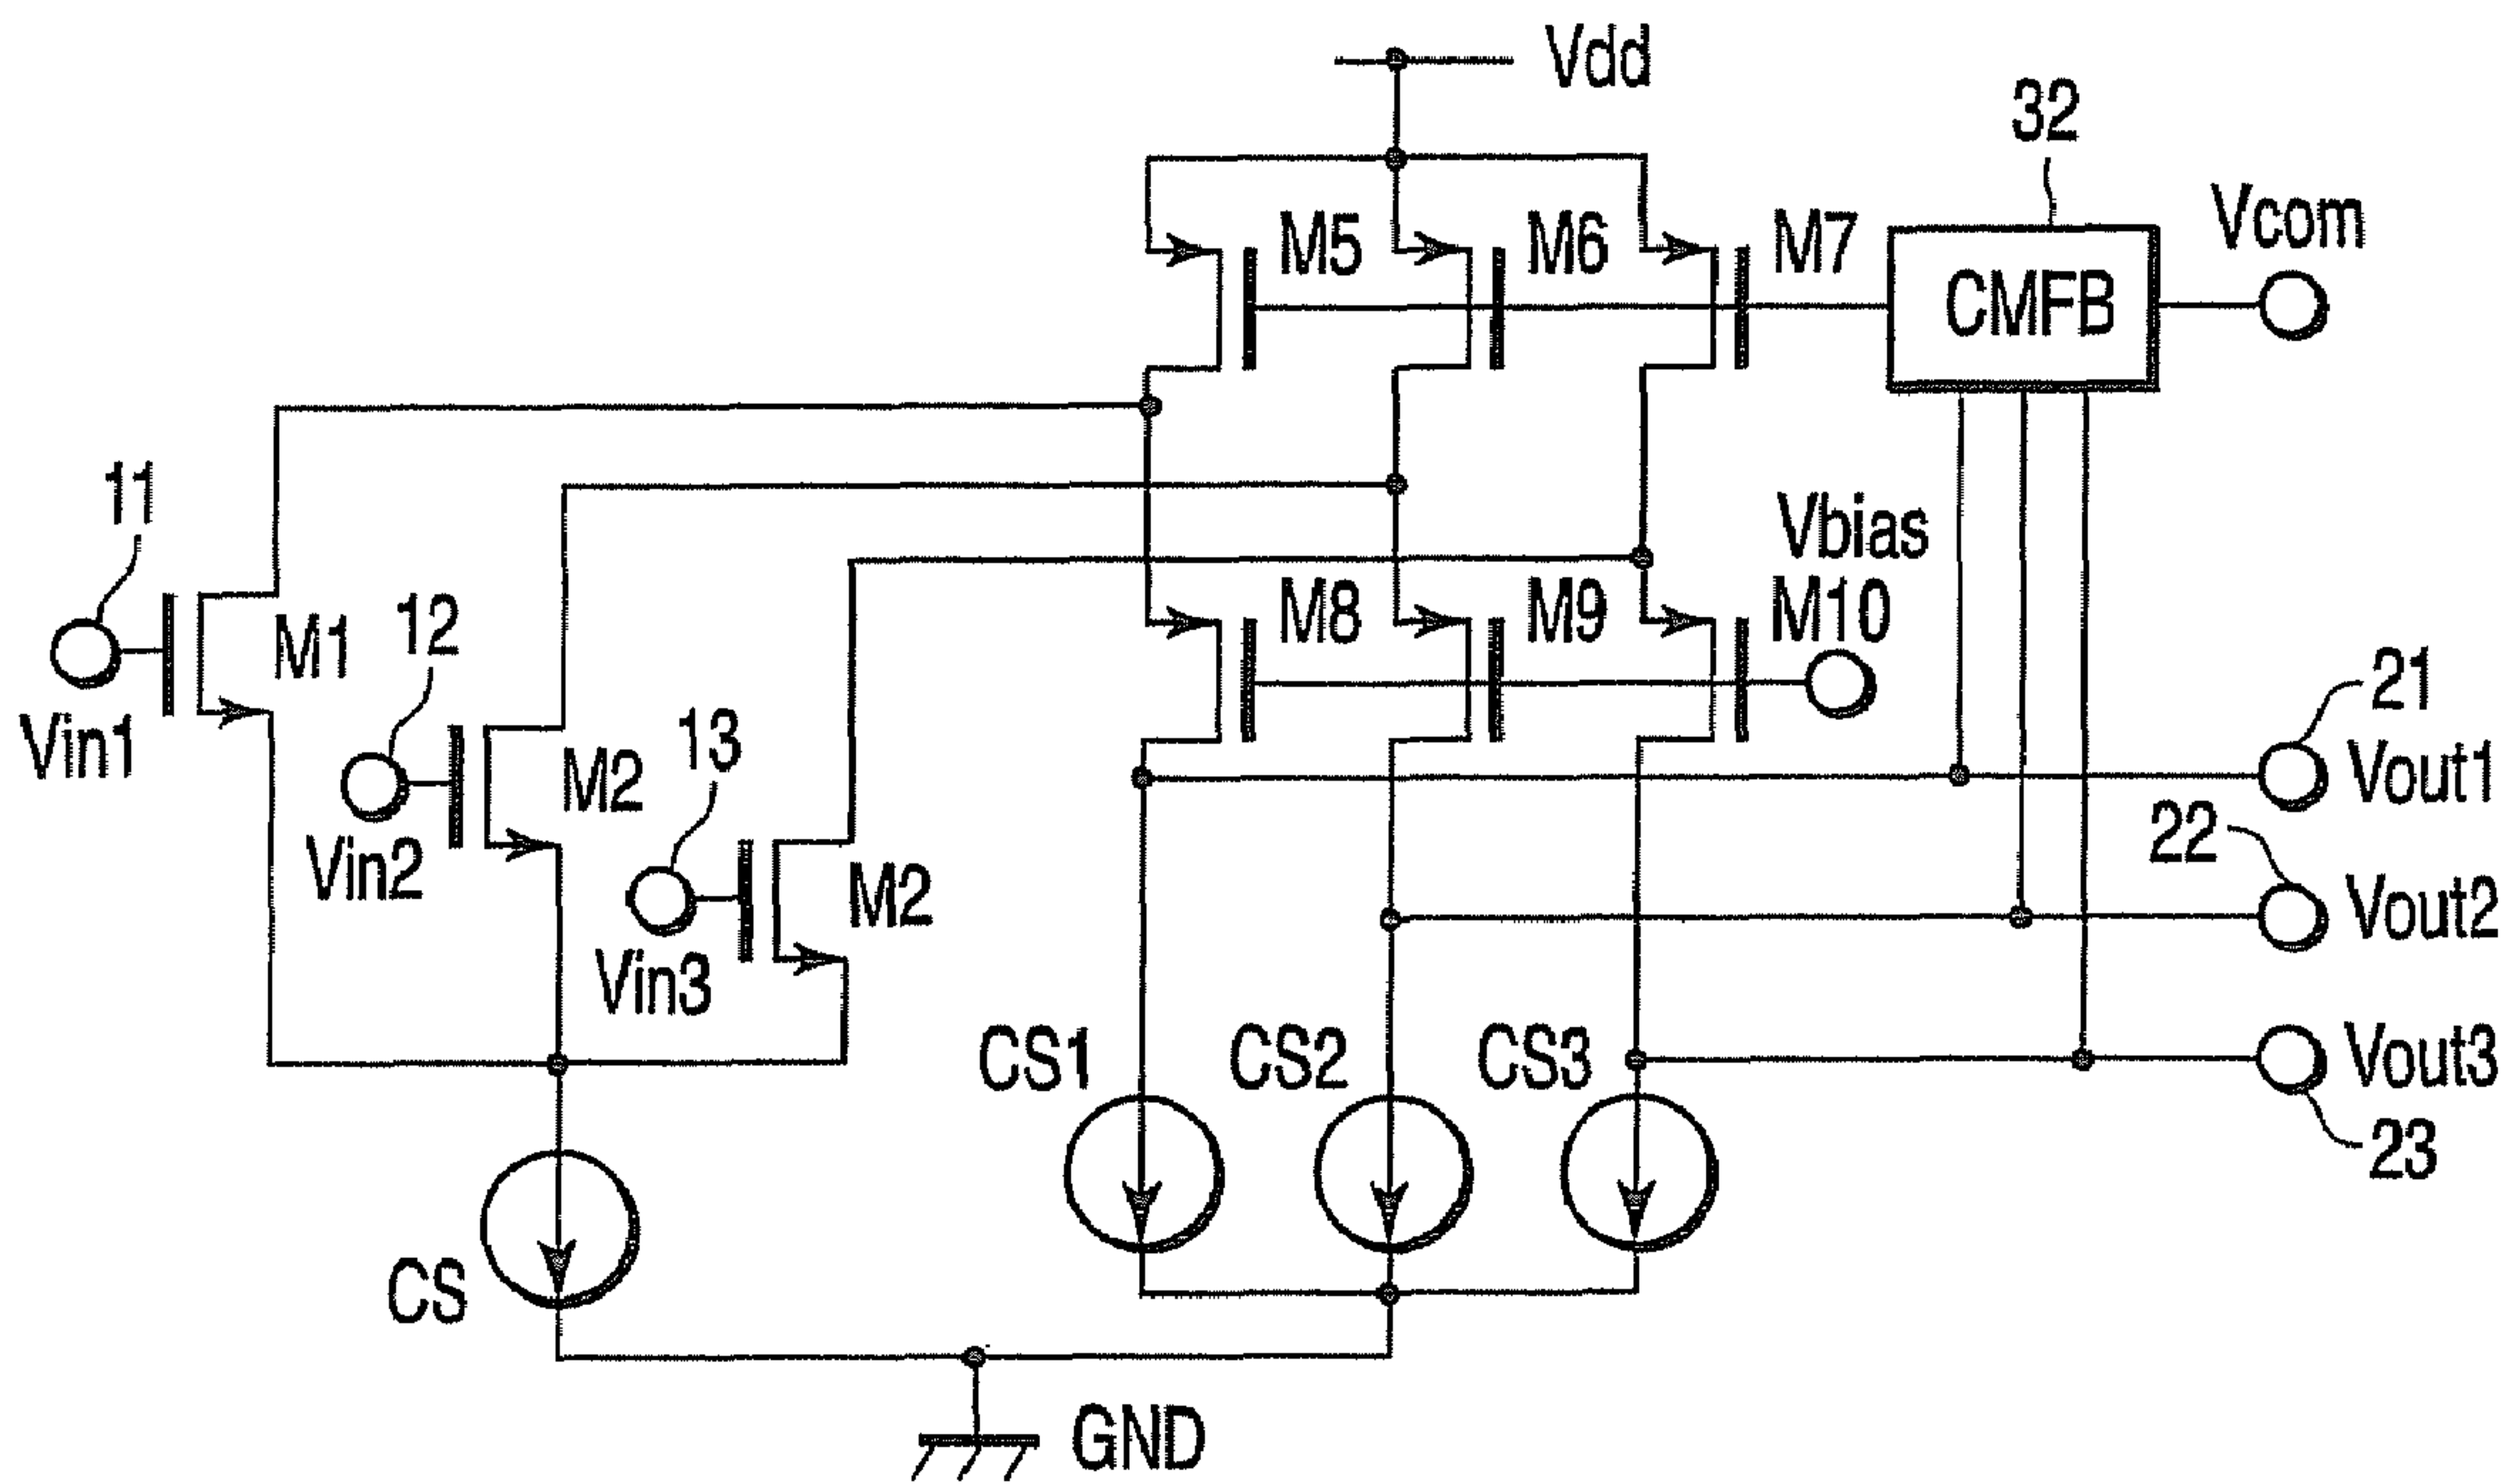 Vdd
32
Vcom
M5
M6
M7
CMFB
11
Vbias
M8
M9
M10
M1
12
21
Vin1
13
M2
Vout1
22
Vin2
M2
Vout2
Vin3
CS1
CS2
CS3
Vout3
23
CS
GND